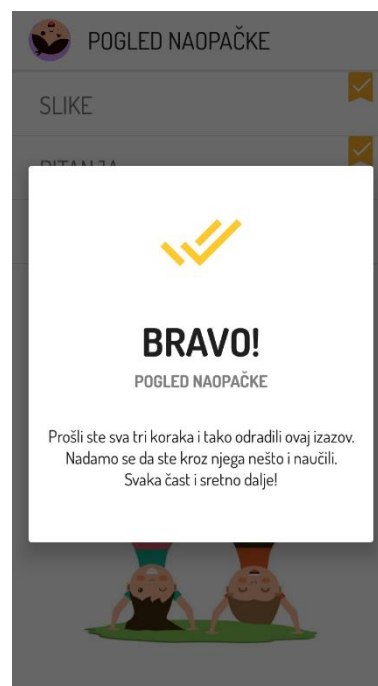 POGLED NAOPAČKE
SLIKE
PITANJA
BRAVO!
POGLED NAOPAČKE
Prošli ste sva tri koraka i tako odradili ovaj izazov.
Nadamo se da ste kroz njega nešto i naučili.
Svaka čast i sretno dalje!